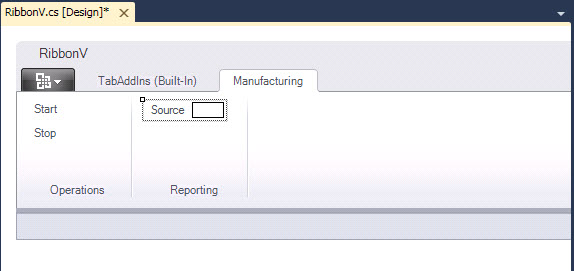 RibbonV.cs [Design]*
RibbonV
TabAddIns (Built-In) Manufacturing
Start
Stop
Source
Operations
Reporting